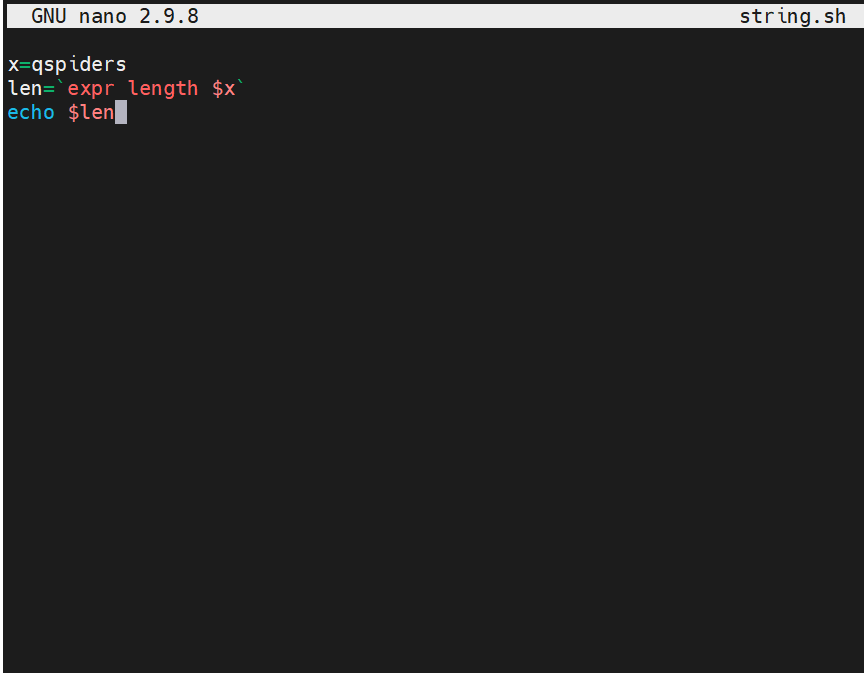 GNU nano 2.9.8 string.sh
x=qspiders
len=`expr length $x`
echo $len